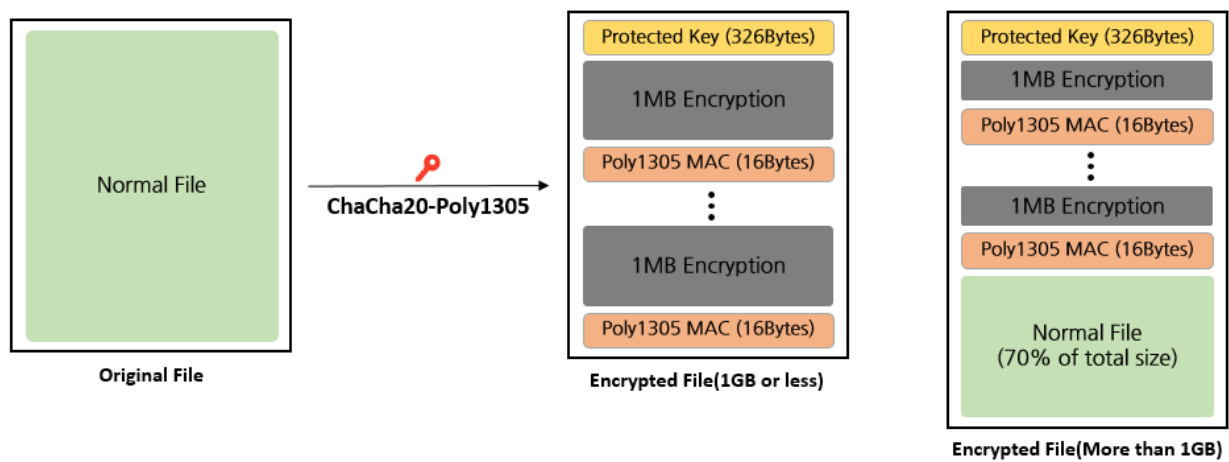 Normal File
Original File
ChaCha20-Poly1305
Protected Key (326Bytes)
1MB Encryption
Poly1305 MAC (16Bytes)
1MB Encryption
Poly1305 MAC (16Bytes)
Encrypted File(1GB or less)
Protected Key (326Bytes)
1MB Encryption
Poly1305 MAC (16Bytes)
1MB Encryption
Poly1305 MAC (16Bytes)
Normal File
(70% of total size)
Encrypted File(More than 1GB)